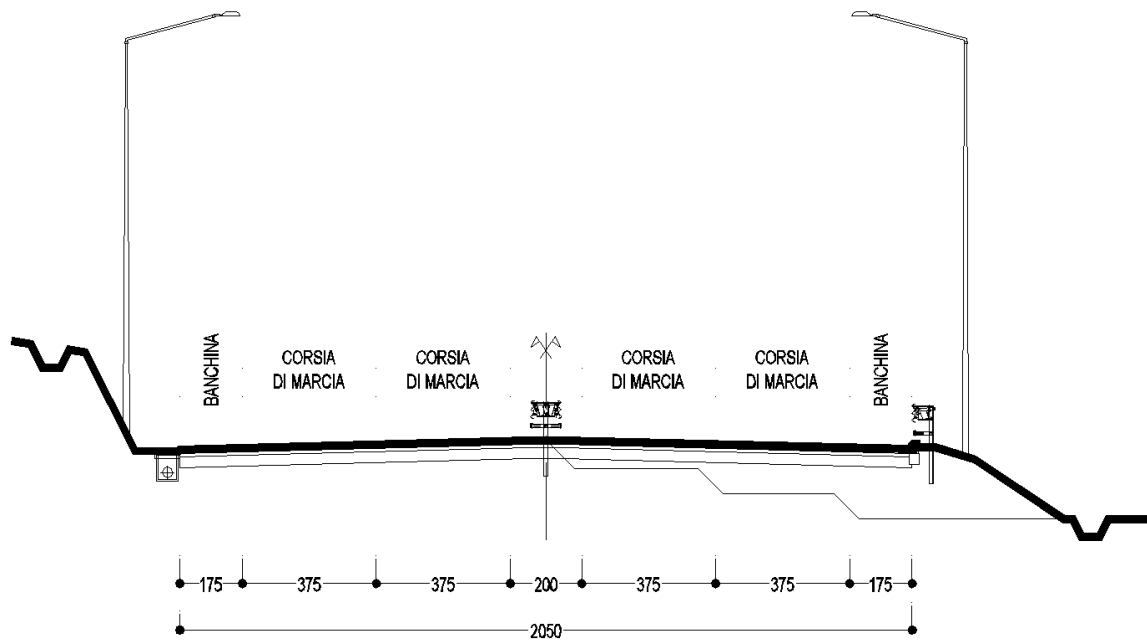 BANCHINA
CORSIA
DI MARCIA
CORSIA
DI MARCIA
CORSIA
DI MARCIA
CORSIA
DI MARCIA
BANCHINA
175 375 375 200 375 375 175
2050